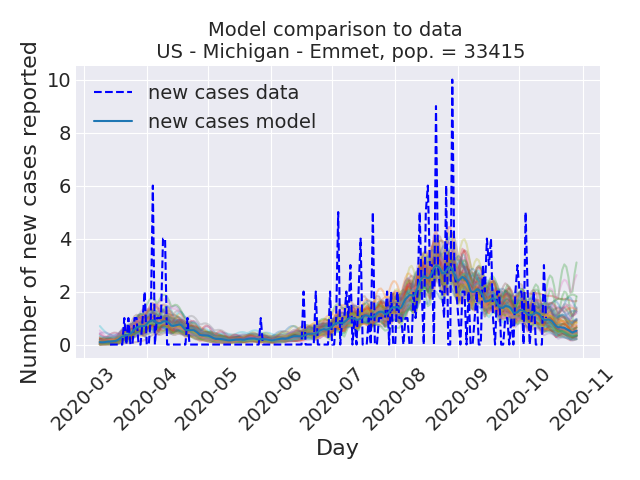 Model comparison to data
US - Michigan - Emmet, pop. = 33415
Number of new cases reported
10
8
6
4
2
0
new cases data
new cases model
2020-03
2020-04
2020-05
2020-06
2020-07
2020-08
2020-09
2020-10
2020-11
Day